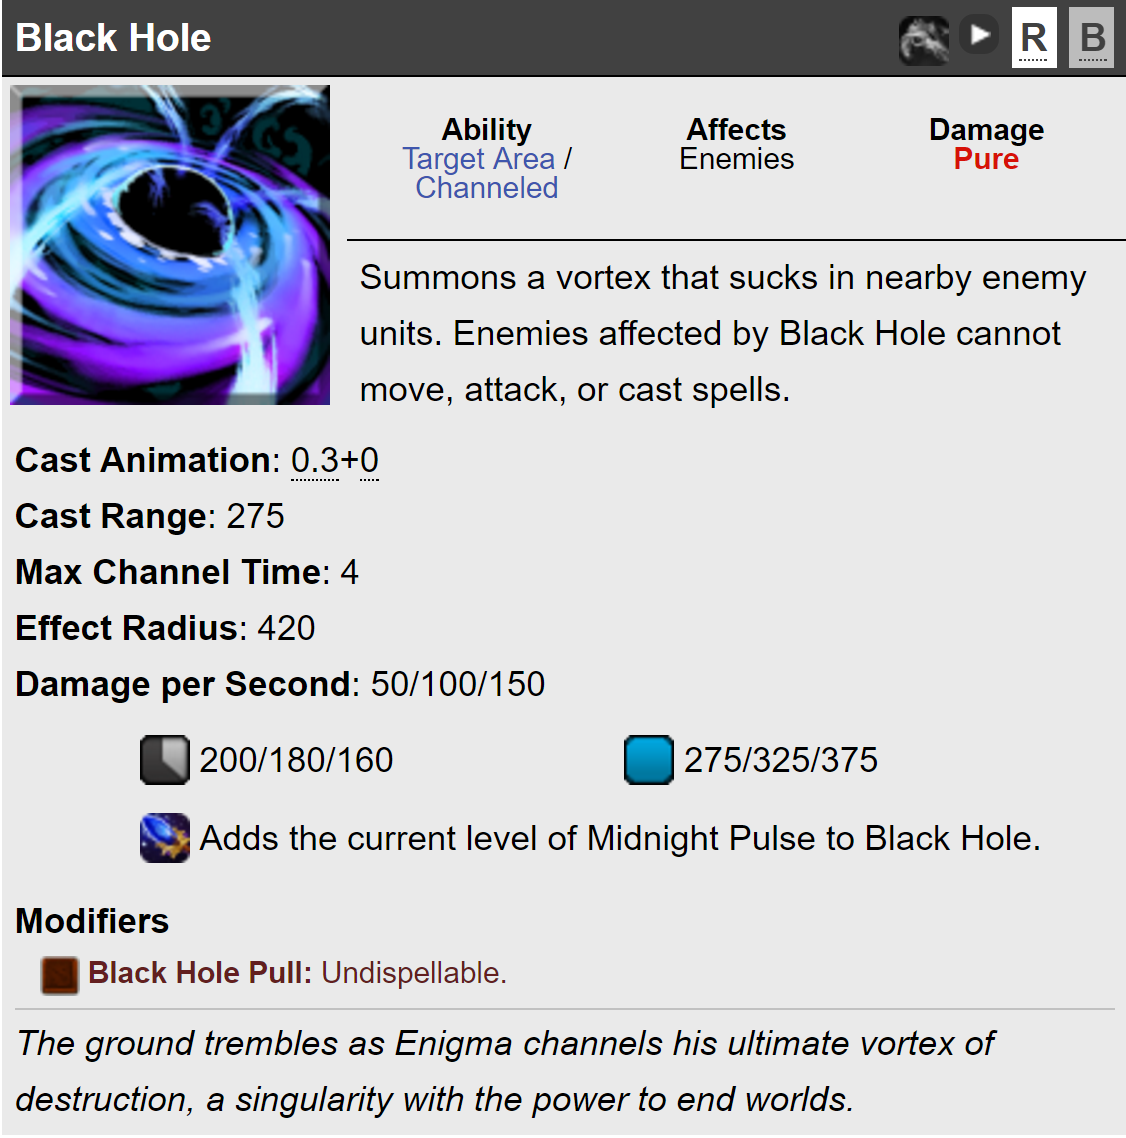 Black Hole
R B
Ability
Target Area /
Channeled
Affects
Enemies
Damage
Pure
Summons a vortex that sucks in nearby enemy
units. Enemies affected by Black Hole cannot
move, attack, or cast spells.
Cast Animation: 0.3+0
Cast Range: 275
Max Channel Time: 4
Effect Radius: 420
Damage per Second: 50/100/150
200/180/160
275/325/375
Adds the current level of Midnight Pulse to Black Hole.
Modifiers
Black Hole Pull: Undispellable.
The ground trembles as Enigma channels his ultimate vortex of
destruction, a singularity with the power to end worlds.